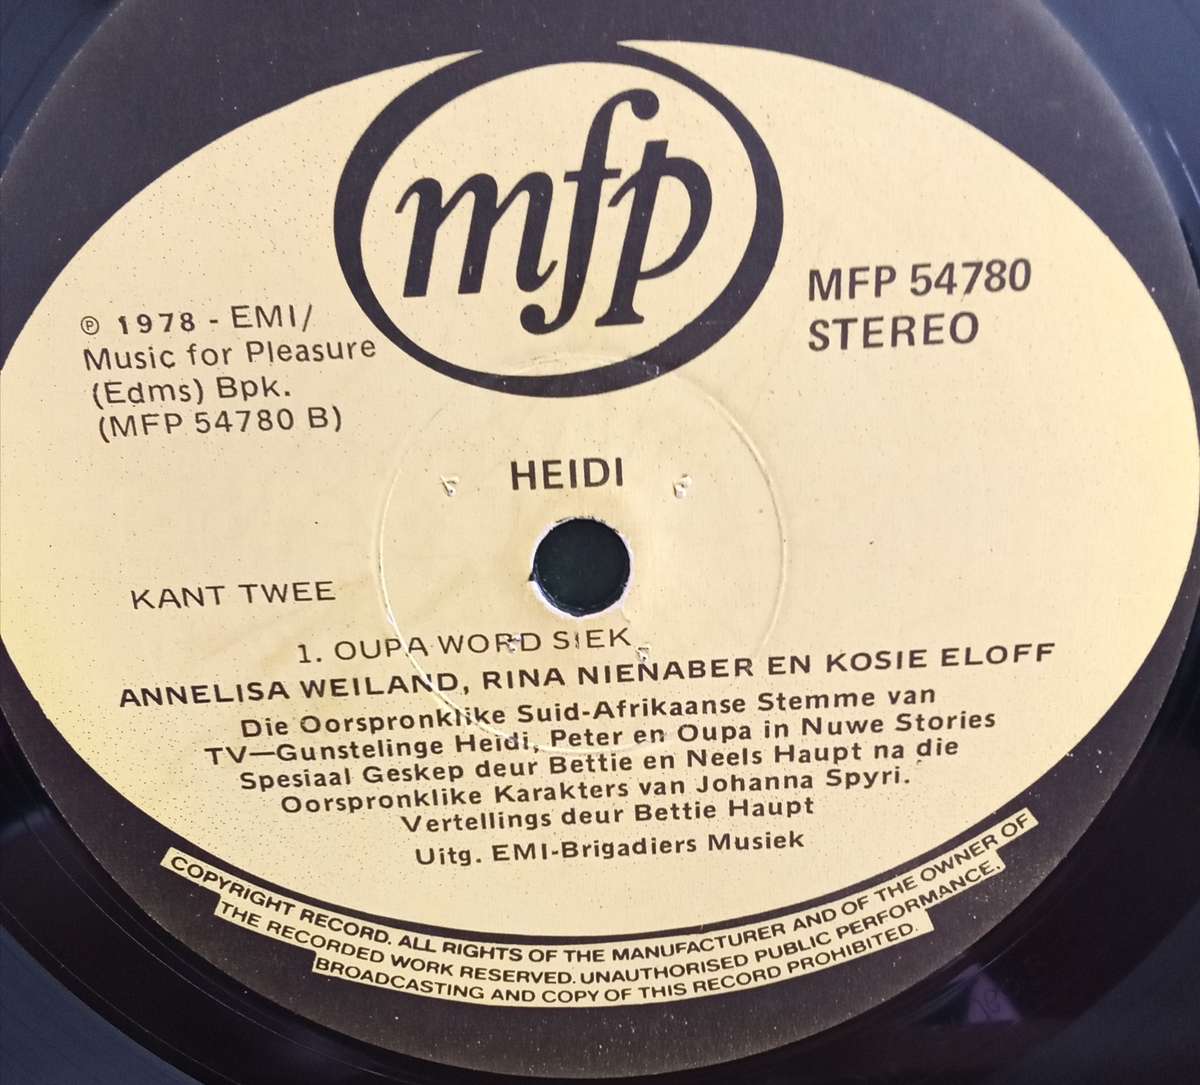 mfp
MFP 54780
STEREO
℗ 1978 - EMI/
Music for Pleasure
(Edms) Bpk.
(MFP 54780 B)
HEIDI
KANT TWEE
1. OUPA WORD SIEK
ANNELISA WEILAND, RINA NIENABER EN KOSIE ELOFF
Die Oorspronklike Suid-Afrikaanse Stemme van
TV—Gunstelinge Heidi, Peter en Oupa in Nuwe Stories
Spesiaal Geskep deur Bettie en Neels Haupt na die
Oorspronklike Karakters van Johanna Spyri.
Vertellings deur Bettie Haupt
Uitg. EMI-Brigadiers Musiek
COPYRIGHT RECORD. ALL RIGHTS OF THE MANUFACTURER AND OF THE OWNER OF
THE RECORDED WORK RESERVED. UNAUTHORISED PUBLIC PERFORMANCE,
BROADCASTING AND COPY OF THIS RECORD PROHIBITED.